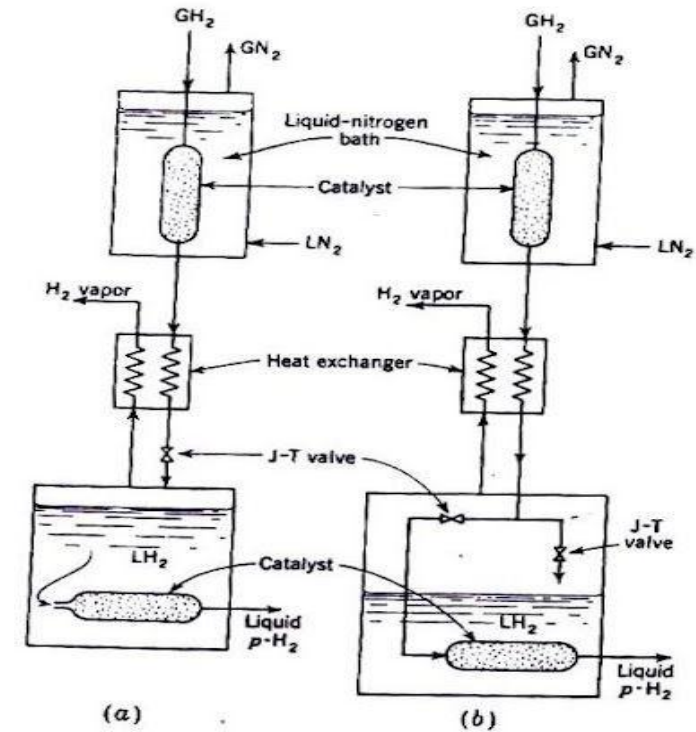 GH₂
GN₂
Liquid-nitrogen
bath
Catalyst
LN₂
H₂ vapor
Heat exchanger
J-T valve
LH₂
Catalyst
Liquid
p-H₂
(a)
GH₂
GN₂
LN₂
H₂ vapor
J-T
valve
LH₂
Liquid
p-H₂
(b)